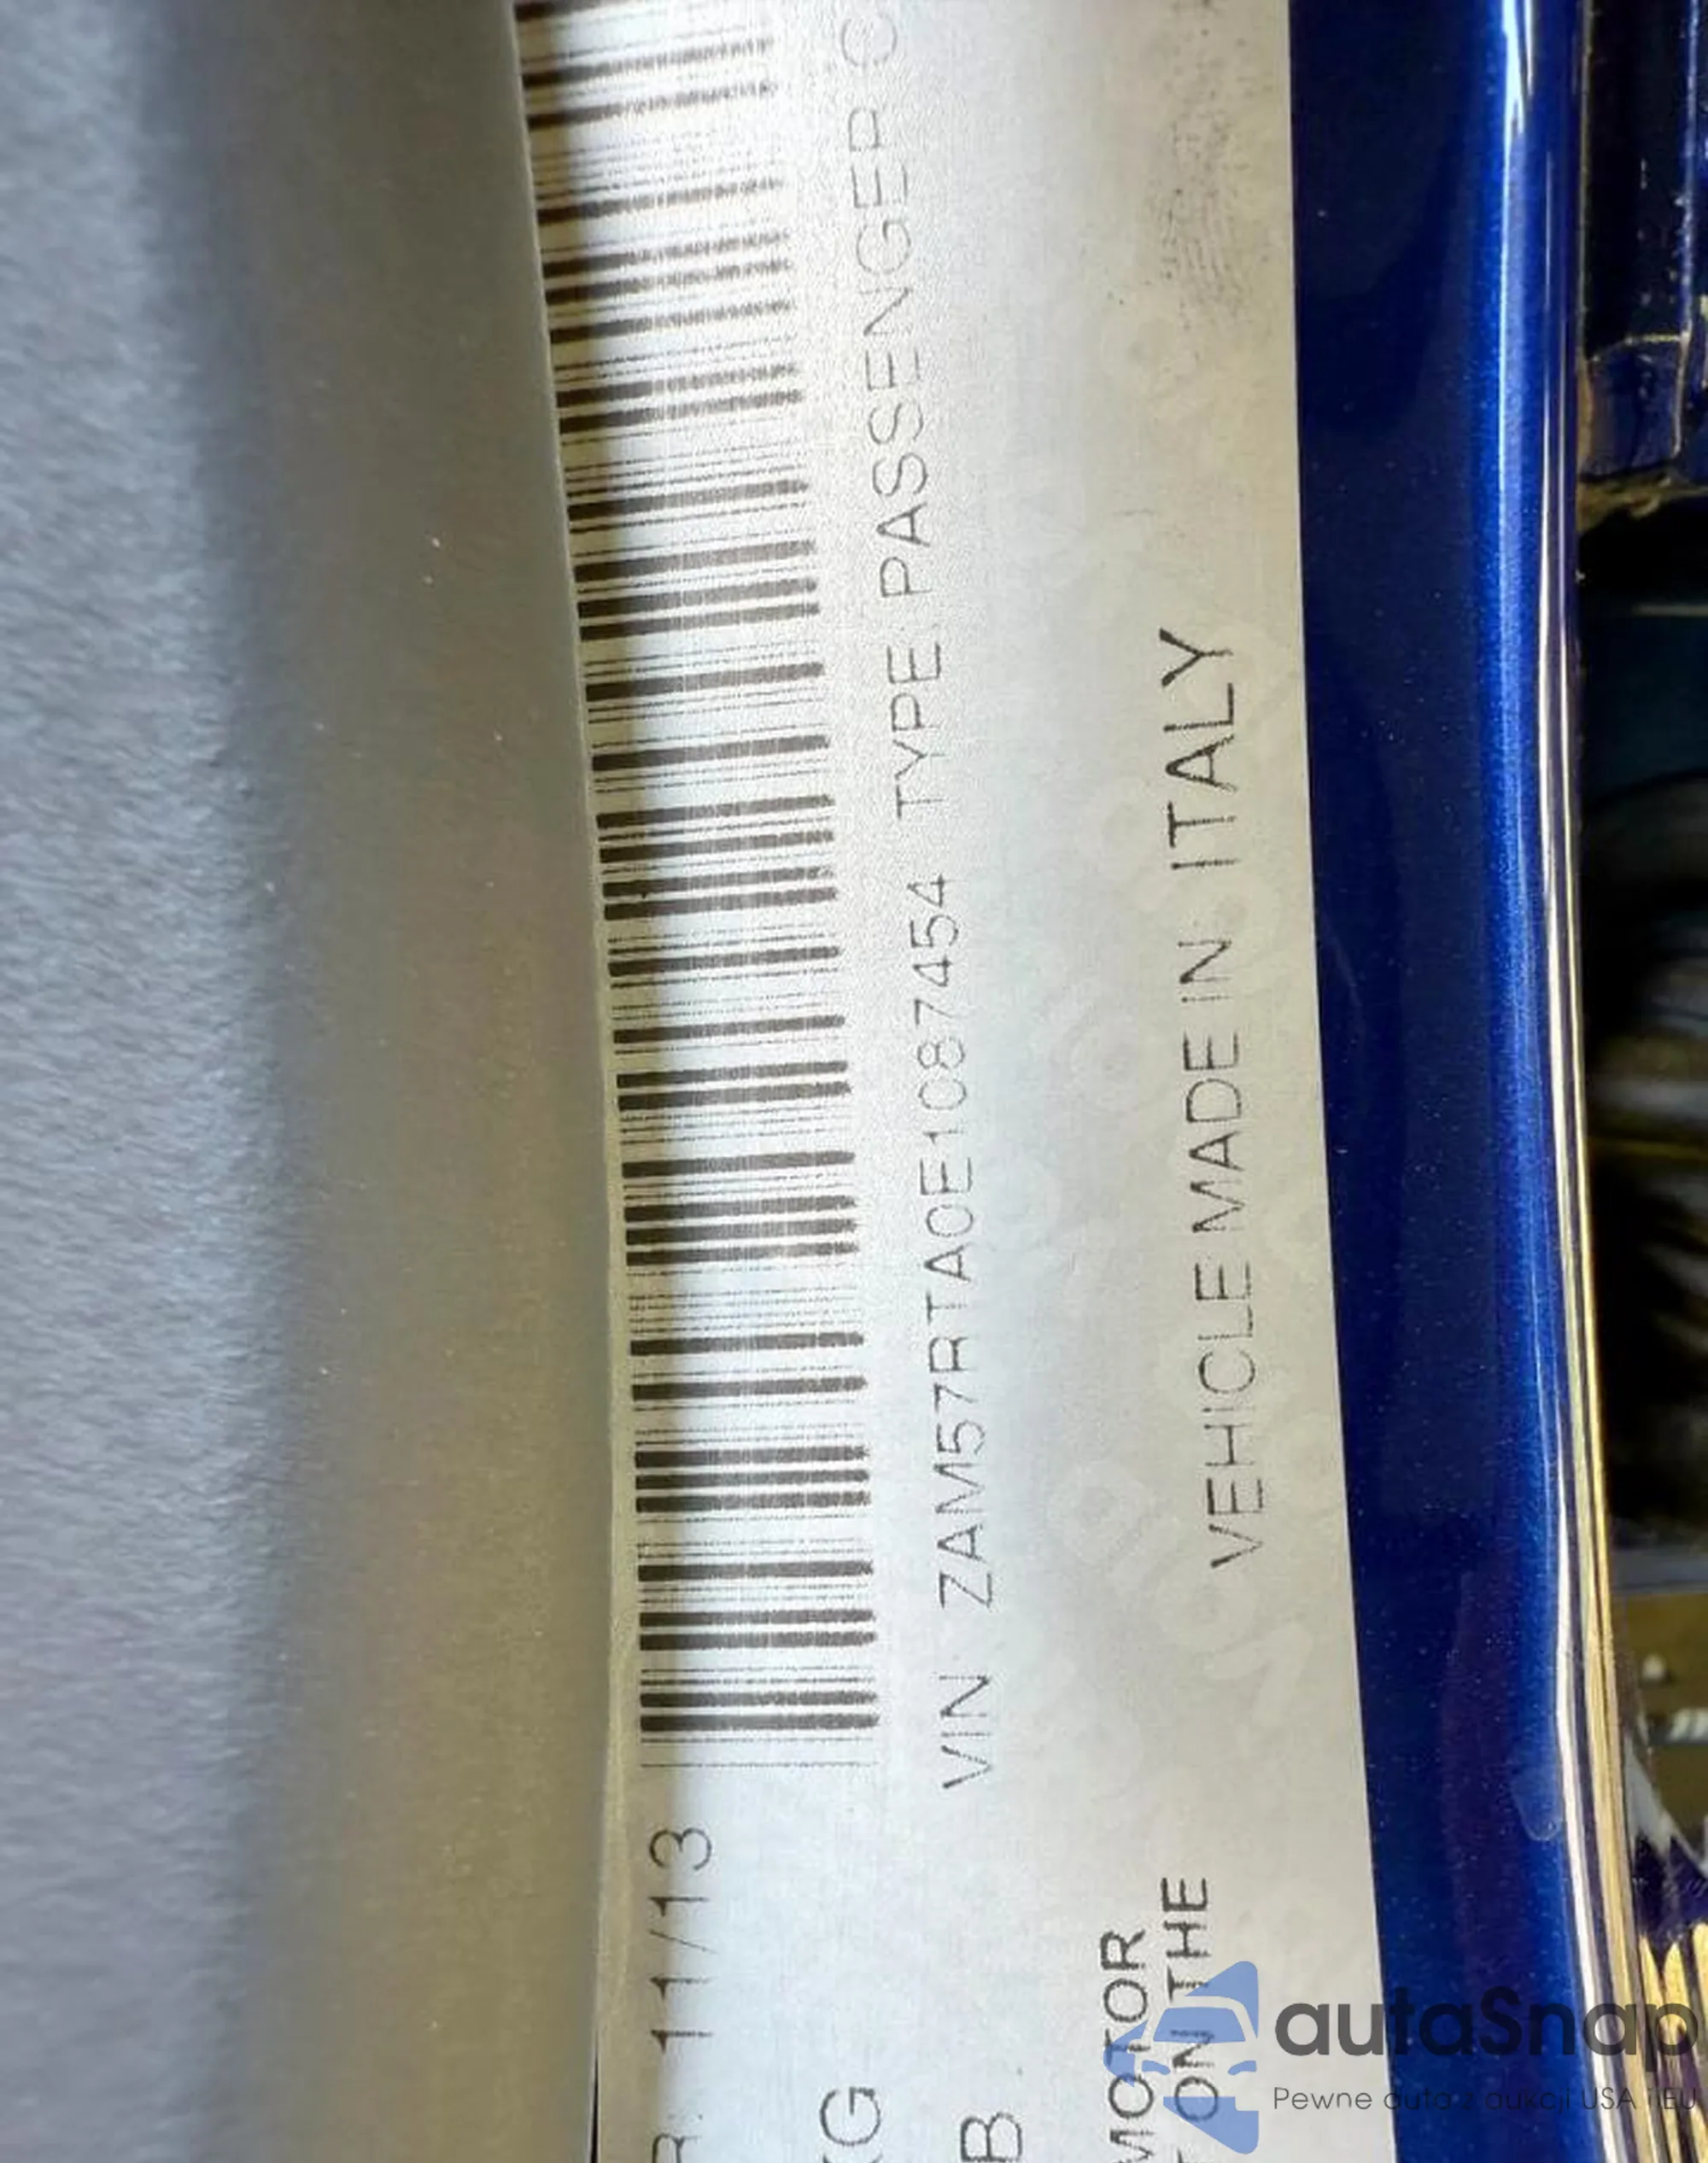 11/13
KG
B
VIN ZAM57RTA0E1087454 TYPE PASSENGER C
MOTOR
ON THE
VEHICLE MADE IN ITALY
autaSnap
Pewne auta z aukcji USA i EU